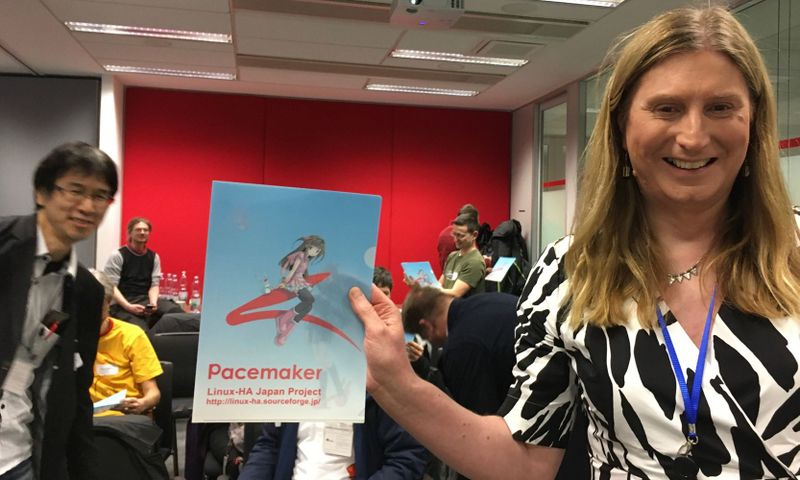 Pacemaker
Linux-HA Japan Project
http://linux-ha.sourceforge.jp/